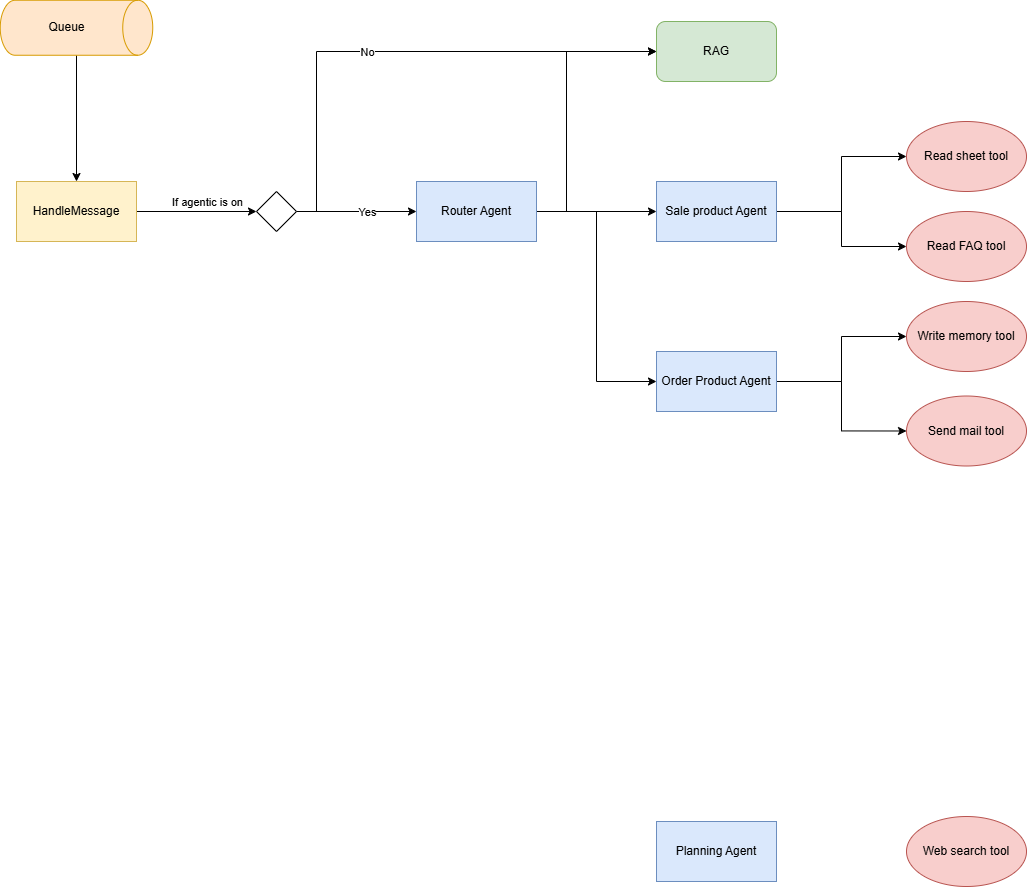 Queue
No
RAG
Read sheet tool
If agentic is on
HandleMessage
Yes
Router Agent
Sale product Agent
Read FAQ tool
Write memory tool
Order Product Agent
Send mail tool
Planning Agent
Web search tool